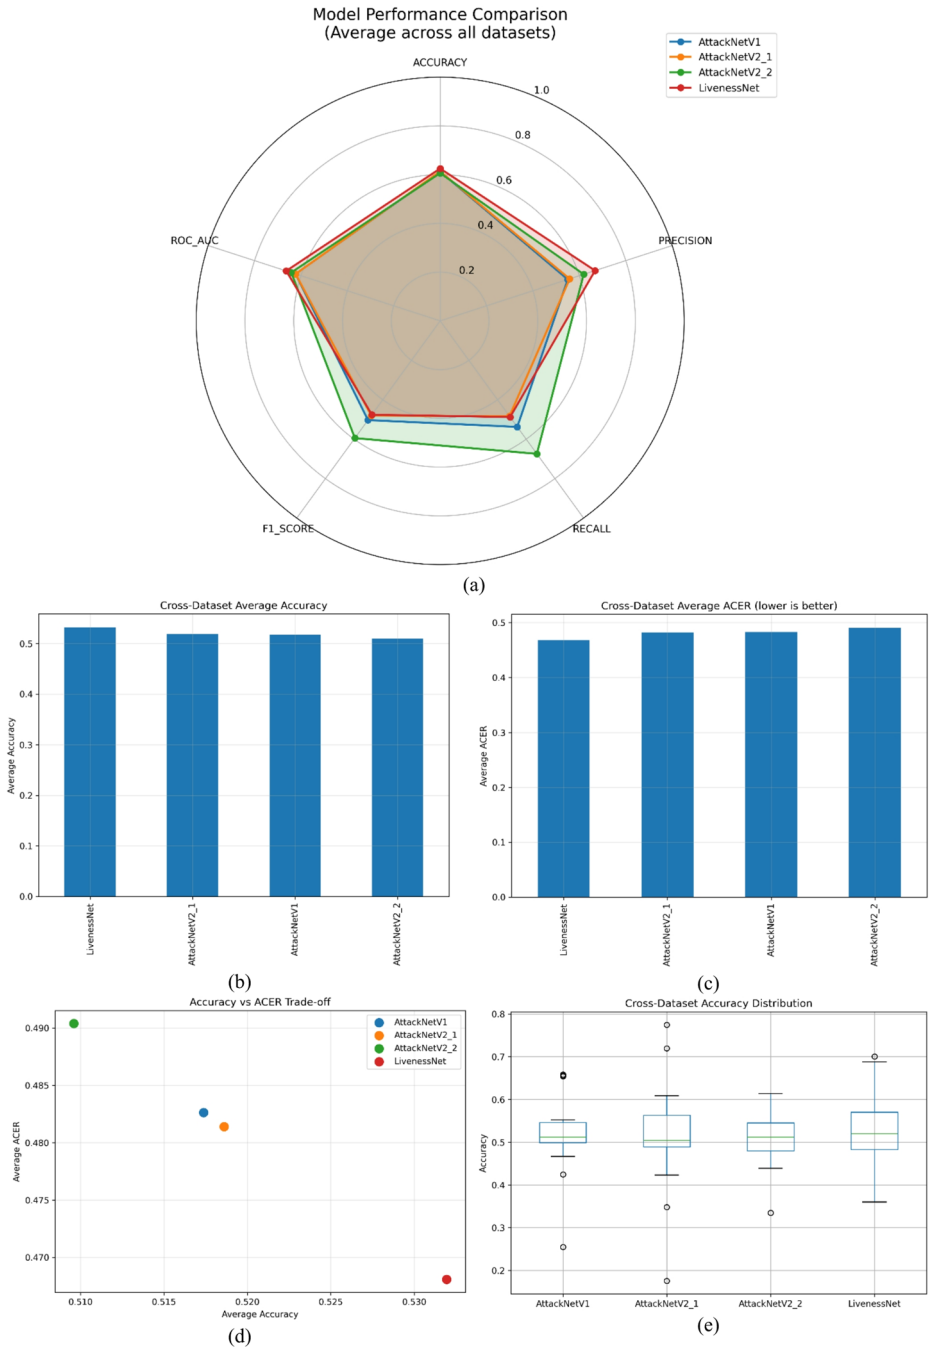 Model Performance Comparison
(Average across all datasets)
AttackNetV1
AttackNetV2_1
AttackNetV2_2
LivenessNet
ACCURACY
1.0
0.8
0.6
0.4
0.2
ROC_AUC
PRECISION
F1_SCORE
RECALL
(a)
Cross-Dataset Average Accuracy
0.5
0.4
0.3
0.2
0.1
0.0
Average Accuracy
LivenessNet
AttackNetV2_1
AttackNetV1
AttackNetV2_2
(b)
Cross-Dataset Average ACER (lower is better)
0.5
0.4
0.3
0.2
0.1
0.0
Average ACER
LivenessNet
AttackNetV2_1
AttackNetV1
AttackNetV2_2
(c)
Accuracy vs ACER Trade-off
AttackNetV1
AttackNetV2_1
AttackNetV2_2
LivenessNet
0.490
0.485
0.480
0.475
0.470
Average ACER
0.510
0.515
0.520
0.525
0.530
Average Accuracy
(d)
Cross-Dataset Accuracy Distribution
0.8
0.7
0.6
0.5
0.4
0.3
0.2
Accuracy
AttackNetV1
AttackNetV2_1
AttackNetV2_2
LivenessNet
(e)